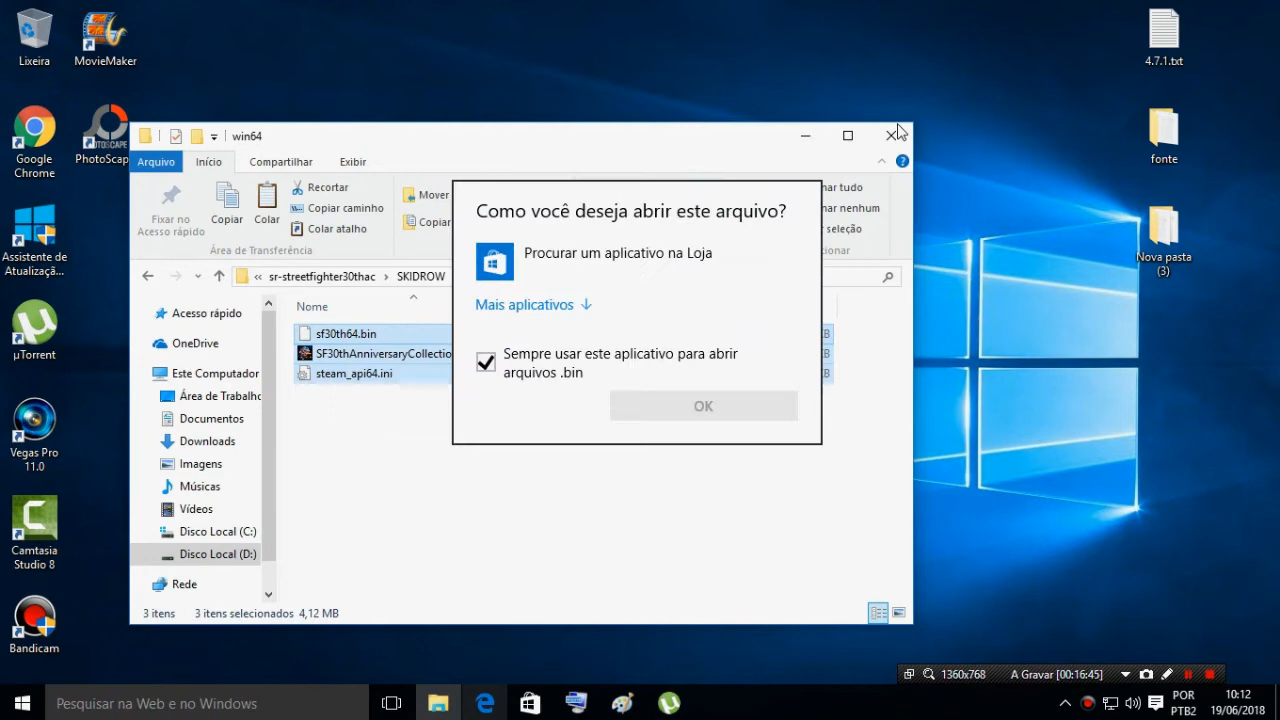 Lixeira
MovieMaker
Google
Chrome
PhotoScap
Assistente de
Atualizaçã...
µTorrent
Vegas Pro
11.0
Camtasia
Studio 8
Bandicam
4.7.1.txt
fonte
Nova pasta
(3)
win64
Arquivo
Início
Compartilhar
Exibir
Fixar no
Acesso rápido
Copiar
Colar
Recortar
Copiar caminho
Colar atalho
Área de Transferência
Mover
Copiar
nar tudo
nar nenhum
r seleção
ionar
« sr-streetfighter30thac > SKIDROW
Nome
Acesso rápido
OneDrive
Este Computador
Área de Trabalho
Documentos
Downloads
Imagens
Músicas
Vídeos
Disco Local (C:)
Disco Local (D:)
Rede
sf30th64.bin
SF30thAnniversaryCollectio
steam_api64.ini
Como você deseja abrir este arquivo?
Procurar um aplicativo na Loja
Mais aplicativos
Sempre usar este aplicativo para abrir
arquivos .bin
OK
3 itens 3 itens selecionados 4,12 MB
1360x768 A Gravar [00:16:45]
Pesquisar na Web e no Windows
POR
PTB2
10:12
19/06/2018